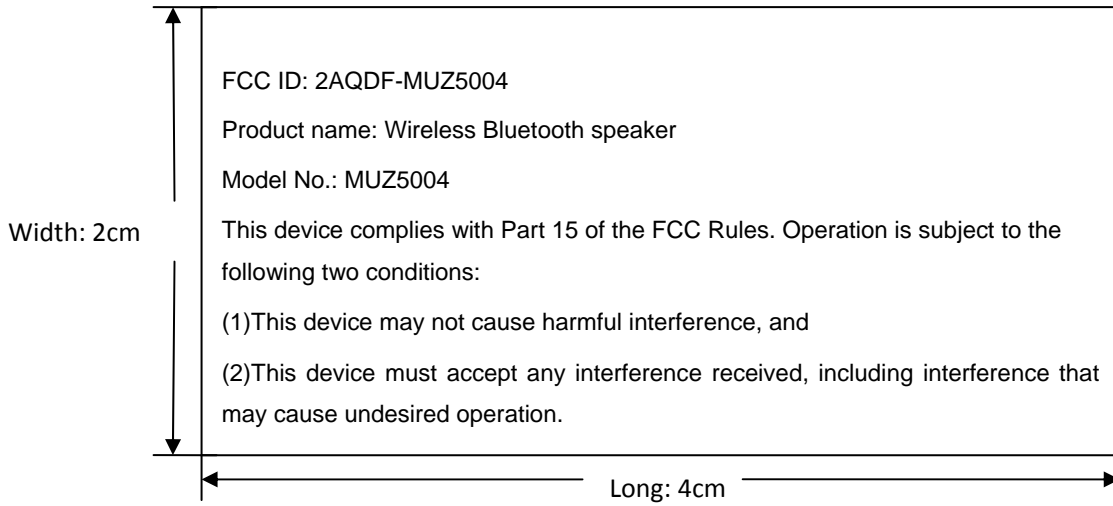 FCC ID: 2AQDF-MUZ5004
Product name: Wireless Bluetooth speaker
Model No.: MUZ5004
Width: 2cm
This device complies with Part 15 of the FCC Rules. Operation is subject to the
following two conditions:
(1)This device may not cause harmful interference, and
(2)This device must accept any interference received, including interference that
may cause undesired operation.
Long: 4cm